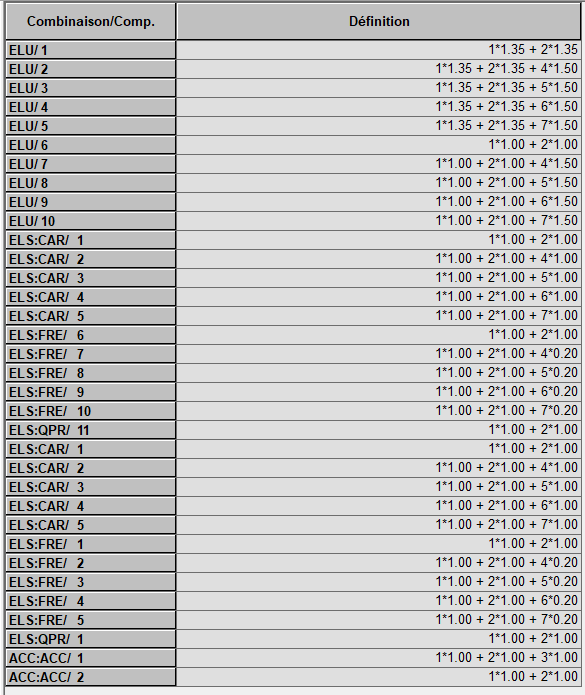 Combinaison/Comp. Définition
ELU/ 1 1*1.35 + 2*1.35
ELU/ 2 1*1.35 + 2*1.35 + 4*1.50
ELU/ 3 1*1.35 + 2*1.35 + 5*1.50
ELU/ 4 1*1.35 + 2*1.35 + 6*1.50
ELU/ 5 1*1.35 + 2*1.35 + 7*1.50
ELU/ 6 1*1.00 + 2*1.00
ELU/ 7 1*1.00 + 2*1.00 + 4*1.50
ELU/ 8 1*1.00 + 2*1.00 + 5*1.50
ELU/ 9 1*1.00 + 2*1.00 + 6*1.50
ELU/ 10 1*1.00 + 2*1.00 + 7*1.50
ELS:CAR/ 1 1*1.00 + 2*1.00
ELS:CAR/ 2 1*1.00 + 2*1.00 + 4*1.00
ELS:CAR/ 3 1*1.00 + 2*1.00 + 5*1.00
ELS:CAR/ 4 1*1.00 + 2*1.00 + 6*1.00
ELS:CAR/ 5 1*1.00 + 2*1.00 + 7*1.00
ELS:FRE/ 6 1*1.00 + 2*1.00
ELS:FRE/ 7 1*1.00 + 2*1.00 + 4*0.20
ELS:FRE/ 8 1*1.00 + 2*1.00 + 5*0.20
ELS:FRE/ 9 1*1.00 + 2*1.00 + 6*0.20
ELS:FRE/ 10 1*1.00 + 2*1.00 + 7*0.20
ELS:QPR/ 11 1*1.00 + 2*1.00
ELS:CAR/ 1 1*1.00 + 2*1.00
ELS:CAR/ 2 1*1.00 + 2*1.00 + 4*1.00
ELS:CAR/ 3 1*1.00 + 2*1.00 + 5*1.00
ELS:CAR/ 4 1*1.00 + 2*1.00 + 6*1.00
ELS:CAR/ 5 1*1.00 + 2*1.00 + 7*1.00
ELS:FRE/ 1 1*1.00 + 2*1.00
ELS:FRE/ 2 1*1.00 + 2*1.00 + 4*0.20
ELS:FRE/ 3 1*1.00 + 2*1.00 + 5*0.20
ELS:FRE/ 4 1*1.00 + 2*1.00 + 6*0.20
ELS:FRE/ 5 1*1.00 + 2*1.00 + 7*0.20
ELS:QPR/ 1 1*1.00 + 2*1.00
ACC:ACC/ 1 1*1.00 + 2*1.00 + 3*1.00
ACC:ACC/ 2 1*1.00 + 2*1.00